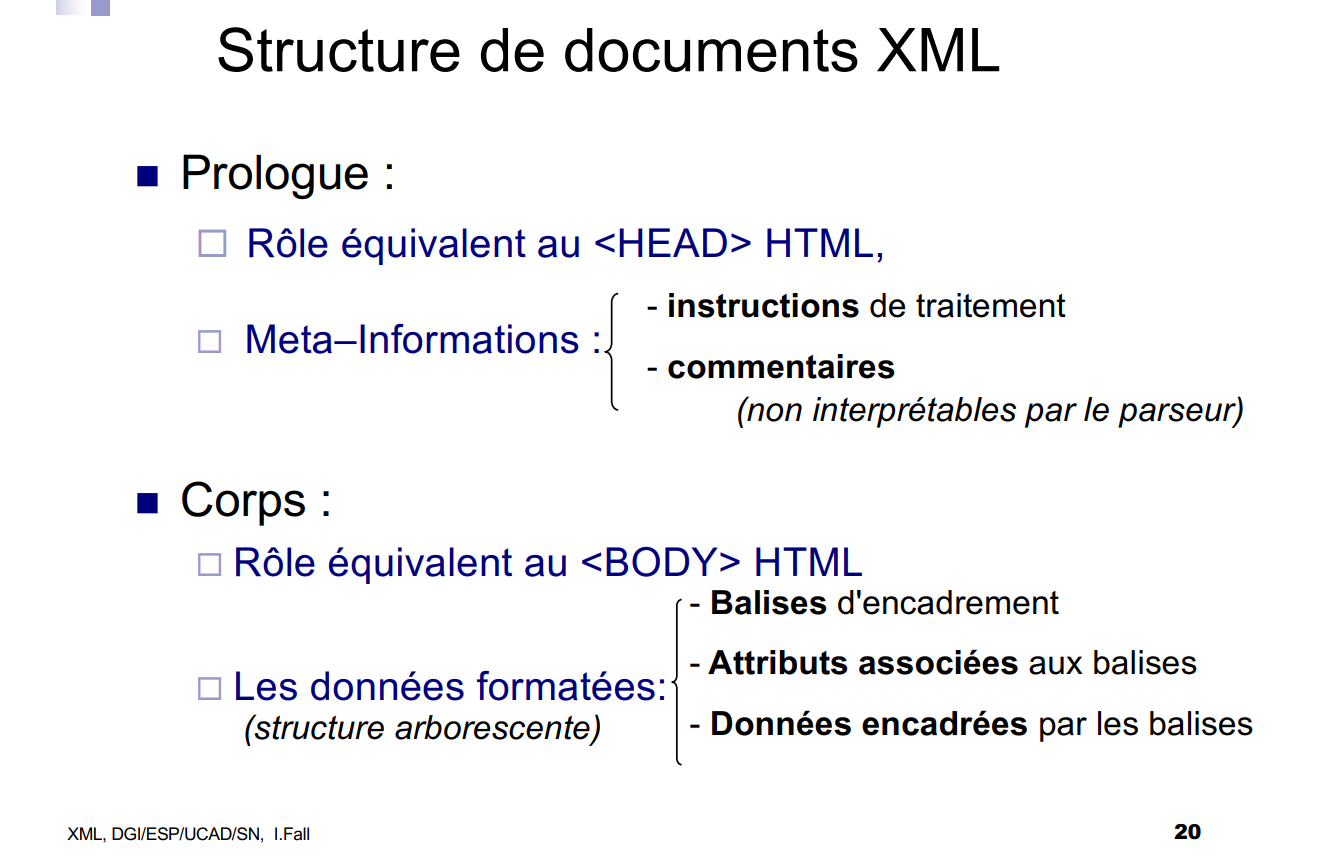 Structure de documents XML
Prologue :
Rôle équivalent au <HEAD> HTML,
Meta–Informations :
- instructions de traitement
- commentaires
(non interprétables par le parseur)
Corps :
Rôle équivalent au <BODY> HTML
Les données formatées:
(structure arborescente)
- Balises d'encadrement
- Attributs associées aux balises
- Données encadrées par les balises
XML, DGI/ESP/UCAD/SN, I.Fall
20